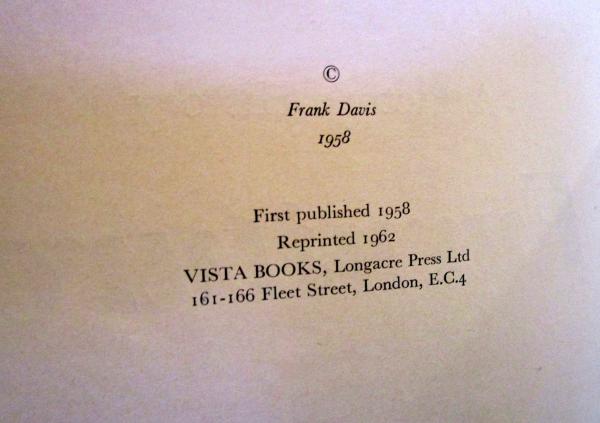 ©
Frank Davis
1958
First published 1958
Reprinted 1962
VISTA BOOKS, Longacre Press Ltd
161-166 Fleet Street, London, E.C.4